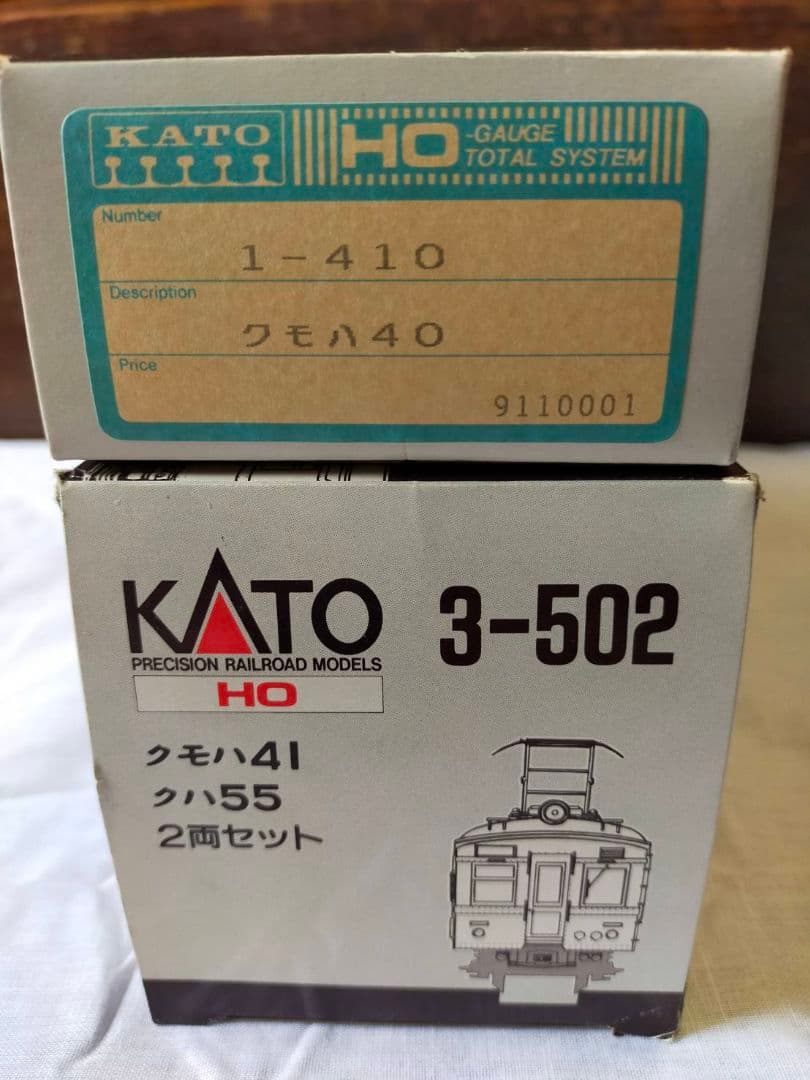 KATO
HO -GAUGE
TOTAL SYSTEM
Number
1-410
Description
クモハ40
Price
9110001
KATO
PRECISION RAILROAD MODELS
HO
3-502
クモハ41
クハ55
2両セット